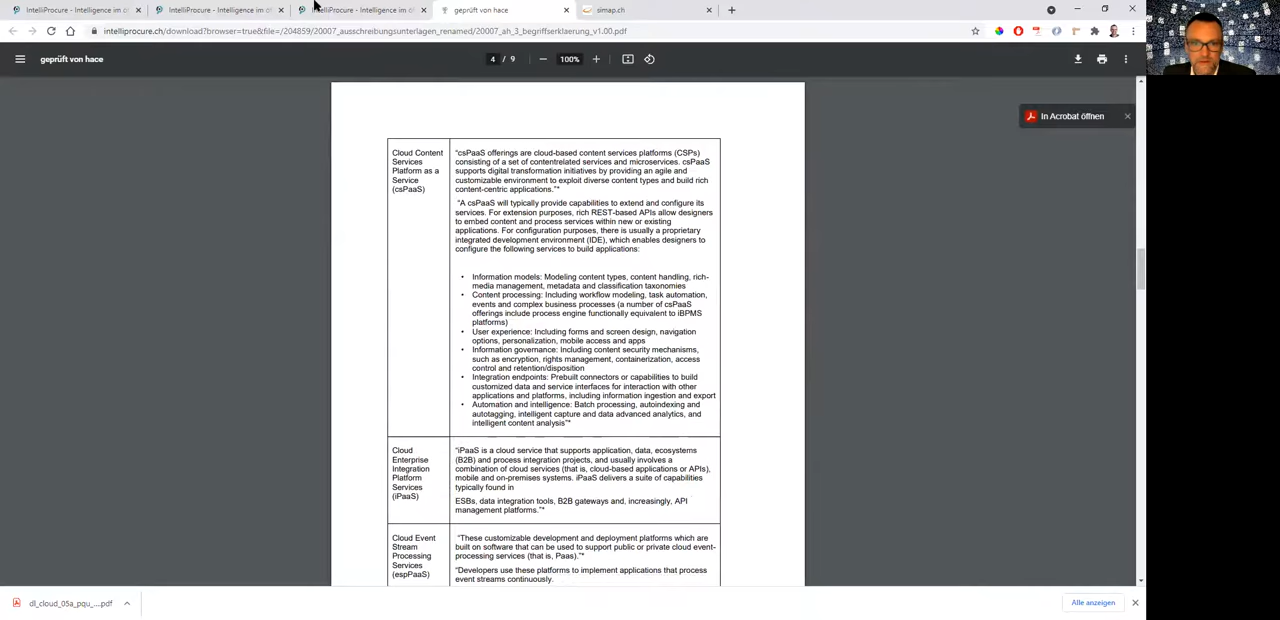 IntelliProcure - Intelligence im öf
IntelliProcure - Intelligence im öf
IntelliProcure - Intelligence im öf
geprüft von hace
simap.ch
intelliprocure.ch/download?browser=true&file=/204859/20007_ausschreibungsunterlagen_renamed/20007_ah_3_begriffserklaerung_v1.00.pdf
geprüft von hace
4 / 9
100%
In Acrobat öffnen
Cloud Content
Services
Platform as a
Service
(csPaaS)
“csPaaS offerings are cloud-based content services platforms (CSPs)
consisting of a set of contentrelated services and microservices. csPaaS
supports digital transformation initiatives by providing an agile and
customizable environment to exploit diverse content types and build rich
content-centric applications.”*
“A csPaaS will typically provide capabilities to extend and configure its
services. For extension purposes, rich REST-based APIs allow designers
to embed content and process services within new or existing
applications. For configuration purposes, there is usually a proprietary
integrated development environment (IDE), which enables designers to
configure the following services to build applications:
• Information models: Modeling content types, content handling, rich-
media management, metadata and classification taxonomies
• Content processing: Including workflow modeling, task automation,
events and complex business processes (a number of csPaaS
offerings include process engine functionally equivalent to iBPMS
platforms)
• User experience: Including forms and screen design, navigation
options, personalization, mobile access and apps
• Information governance: Including content security mechanisms,
such as encryption, rights management, containerization, access
control and retention/disposition
• Integration endpoints: Prebuilt connectors or capabilities to build
customized data and service interfaces for interaction with other
applications and platforms, including information ingestion and export
• Automation and intelligence: Batch processing, autoindexing and
autotagging, intelligent capture and data advanced analytics, and
intelligent content analysis”*
Cloud
Enterprise
Integration
Platform
Services
(iPaaS)
“iPaaS is a cloud service that supports application, data, ecosystems
(B2B) and process integration projects, and usually involves a
combination of cloud services (that is, cloud-based applications or APIs),
mobile and on-premises systems. iPaaS delivers a suite of capabilities
typically found in
ESBs, data integration tools, B2B gateways and, increasingly, API
management platforms.”*
Cloud Event
Stream
Processing
Services
(espPaaS)
“These customizable development and deployment platforms which are
built on software that can be used to support public or private cloud event-
processing services (that is, Paas).”*
“Developers use these platforms to implement applications that process
event streams continuously.
dl_cloud_05a_pqu_....pdf
Alle anzeigen